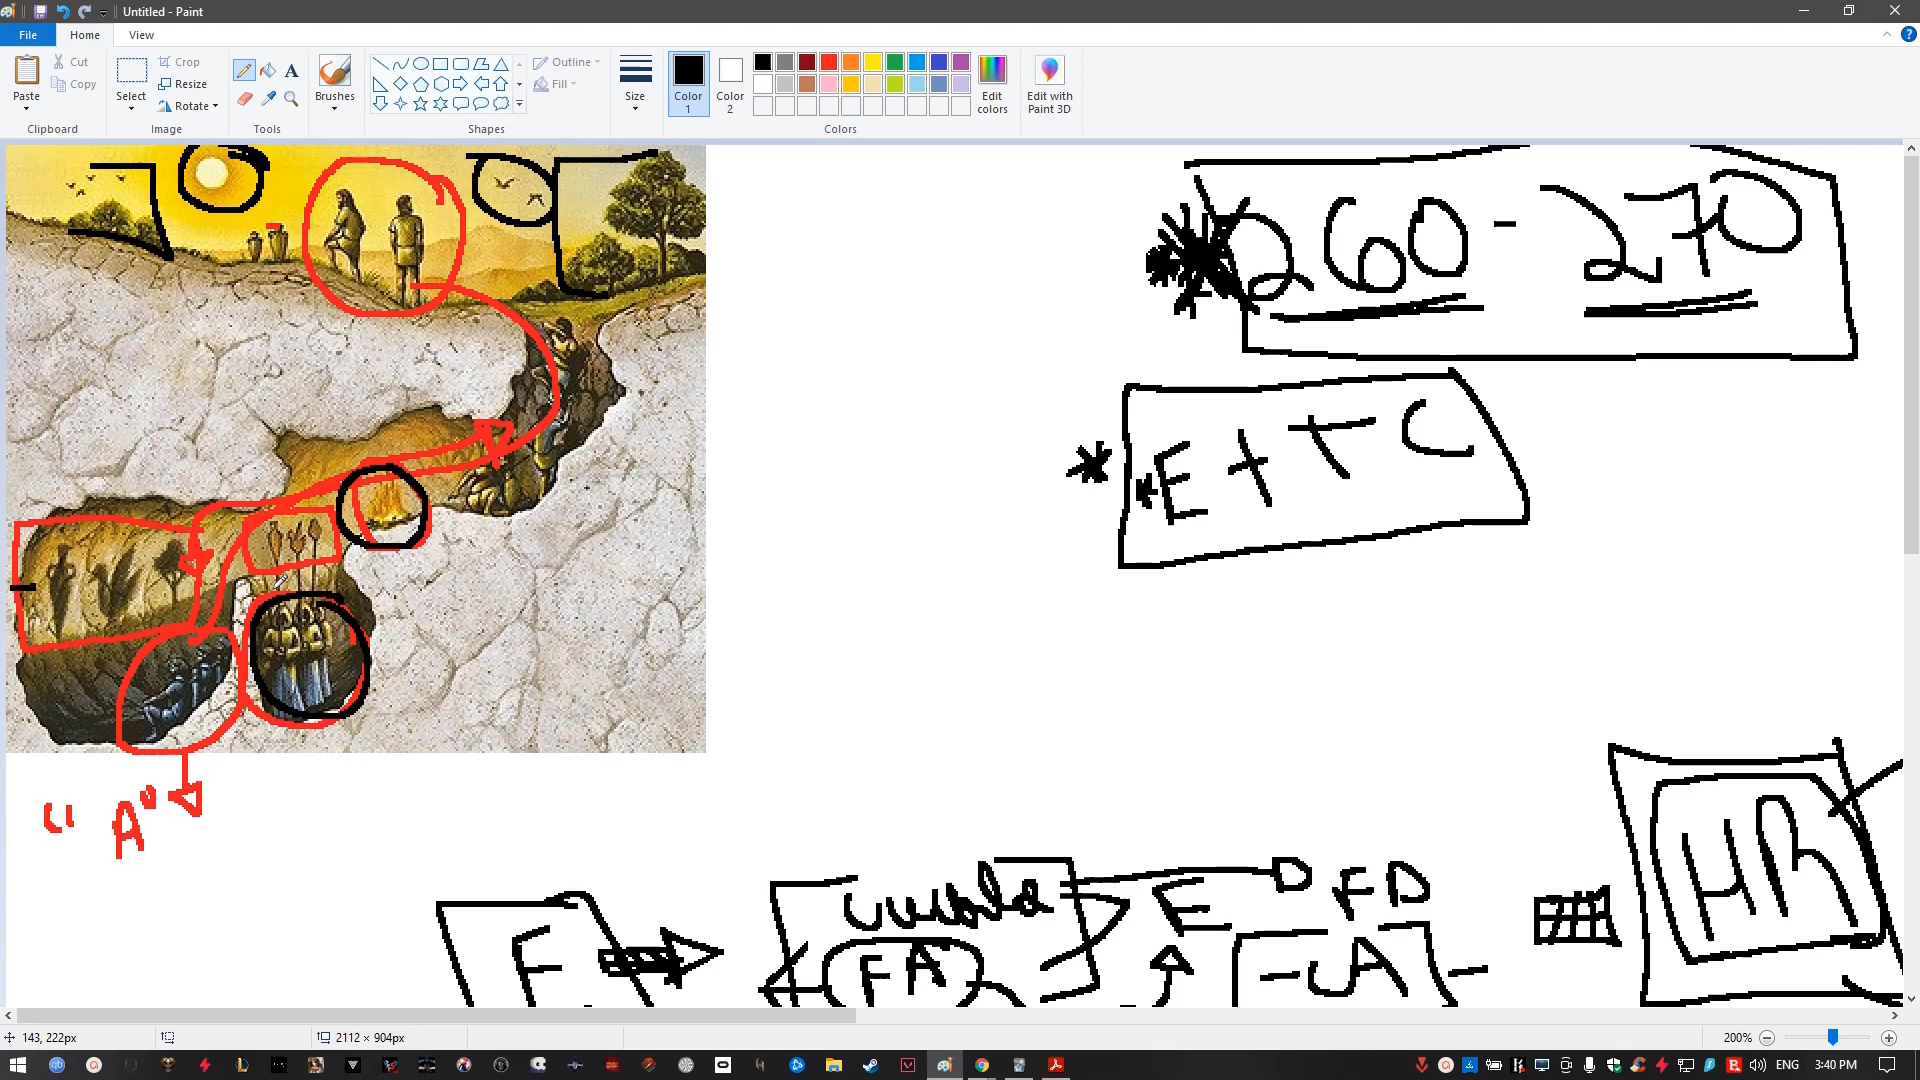 Untitled - Paint
File Home View
Paste Cut Copy
Clipboard
Select Crop Resize Rotate
Image
Tools
Brushes
Outline Fill
Shapes
Size
Color 1 Color 2
Edit colors
Colors
Edit with Paint 3D
260 - 270
E + T C
" A"
HR
E
FA
E
FD
143, 222px
2112 × 904px
200%
ENG
3:40 PM